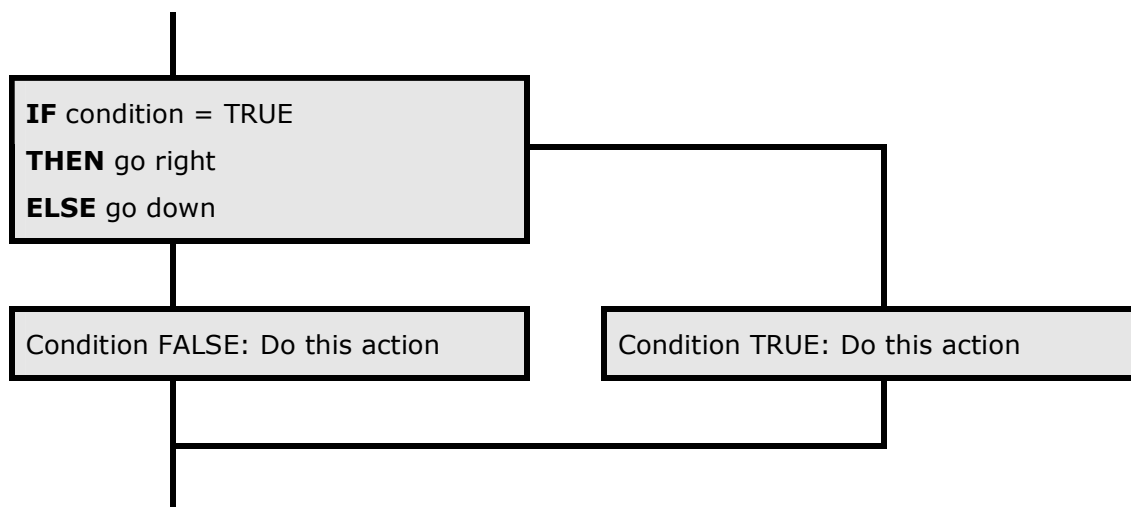 IF condition = TRUE
THEN go right
ELSE go down
Condition FALSE: Do this action
Condition TRUE: Do this action